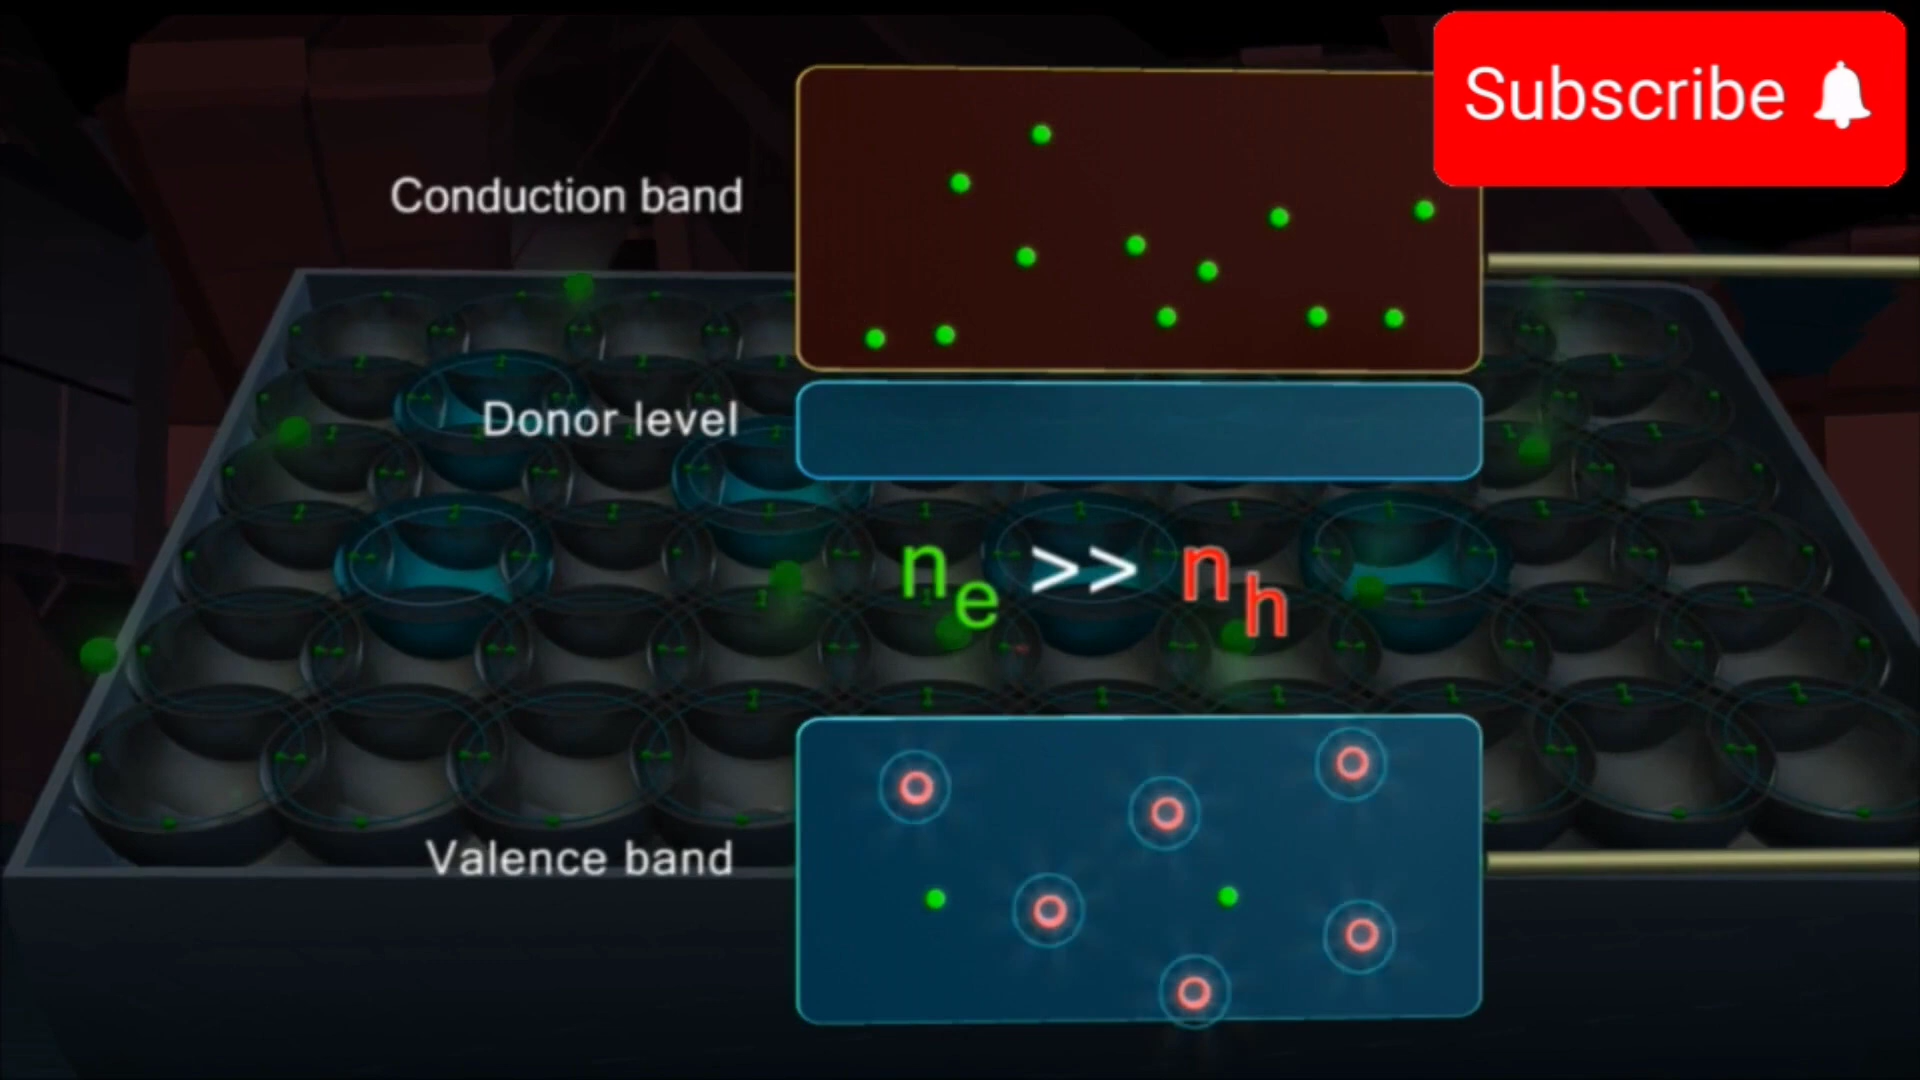 Subscribe
Conduction band
Donor level
ne >> nh
Valence band